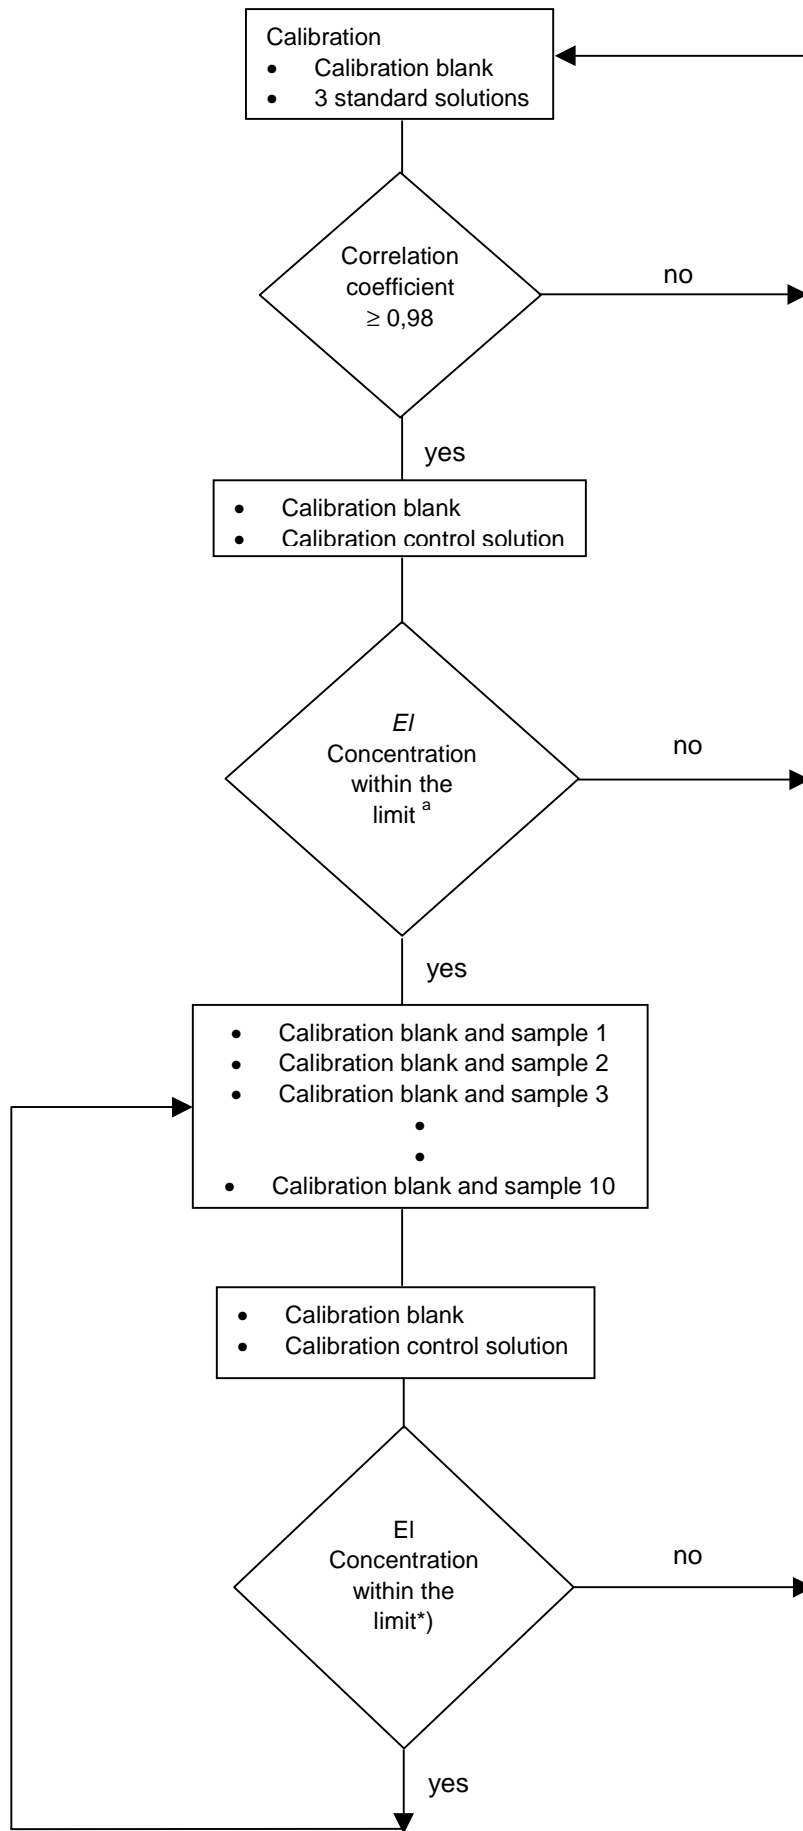 Calibration
• Calibration blank
• 3 standard solutions
Correlation
coefficient
≥ 0,98
no
yes
• Calibration blank
• Calibration control solution
El
Concentration
within the
limit a
no
yes
• Calibration blank and sample 1
• Calibration blank and sample 2
• Calibration blank and sample 3
•
•
• Calibration blank and sample 10
• Calibration blank
• Calibration control solution
El
Concentration
within the
limit*)
no
yes